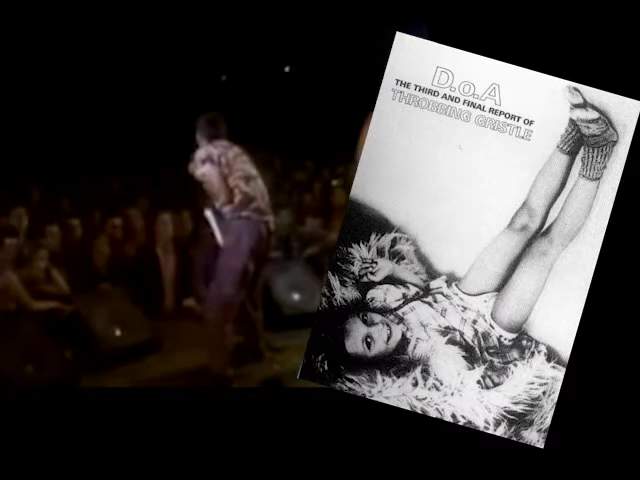 D.o.A
THE THIRD AND FINAL REPORT OF
THROBBING GRISTLE